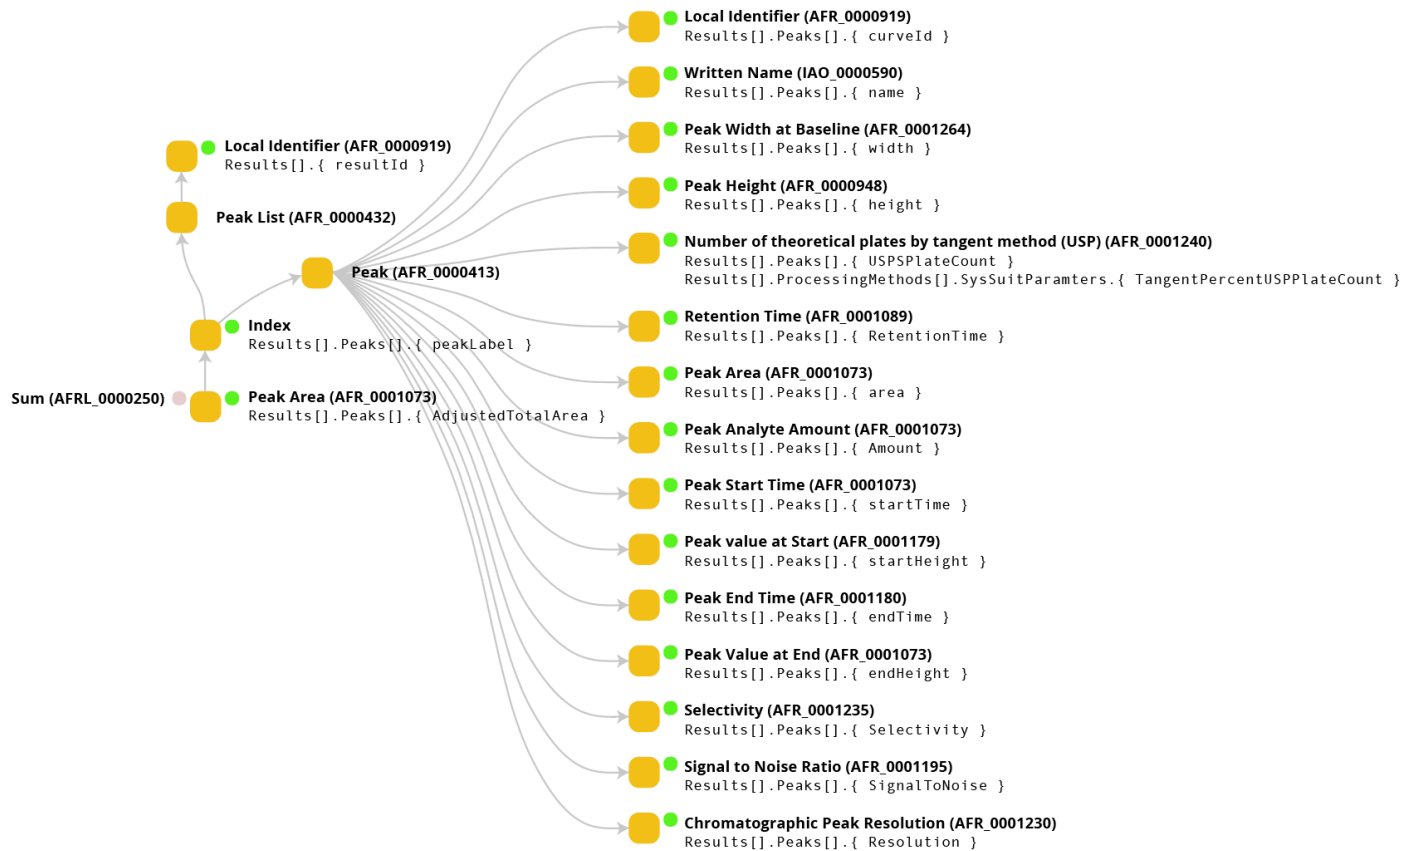 Local Identifier (AFR_0000919)
Results[].{ resultId }
Peak List (AFR_0000432)
Peak (AFR_0000413)
Index
Results[].Peaks[].{ peakLabel }
Sum (AFRL_0000250)
Peak Area (AFR_0001073)
Results[].Peaks[].{ AdjustedTotalArea }
Local Identifier (AFR_0000919)
Results[].Peaks[].{ curveId }
Written Name (IAO_0000590)
Results[].Peaks[].{ name }
Peak Width at Baseline (AFR_0001264)
Results[].Peaks[].{ width }
Peak Height (AFR_0000948)
Results[].Peaks[].{ height }
Number of theoretical plates by tangent method (USP) (AFR_0001240)
Results[].Peaks[].{ USPSPlateCount }
Results[].ProcessingMethods[].SysSuitParamters.{ TangentPercentUSPPlateCount }
Retention Time (AFR_0001089)
Results[].Peaks[].{ RetentionTime }
Peak Area (AFR_0001073)
Results[].Peaks[].{ area }
Peak Analyte Amount (AFR_0001073)
Results[].Peaks[].{ Amount }
Peak Start Time (AFR_0001073)
Results[].Peaks[].{ startTime }
Peak value at Start (AFR_0001179)
Results[].Peaks[].{ startHeight }
Peak End Time (AFR_0001180)
Results[].Peaks[].{ endTime }
Peak Value at End (AFR_0001073)
Results[].Peaks[].{ endHeight }
Selectivity (AFR_0001235)
Results[].Peaks[].{ Selectivity }
Signal to Noise Ratio (AFR_0001195)
Results[].Peaks[].{ SignalToNoise }
Chromatographic Peak Resolution (AFR_0001230)
Results[].Peaks[].{ Resolution }